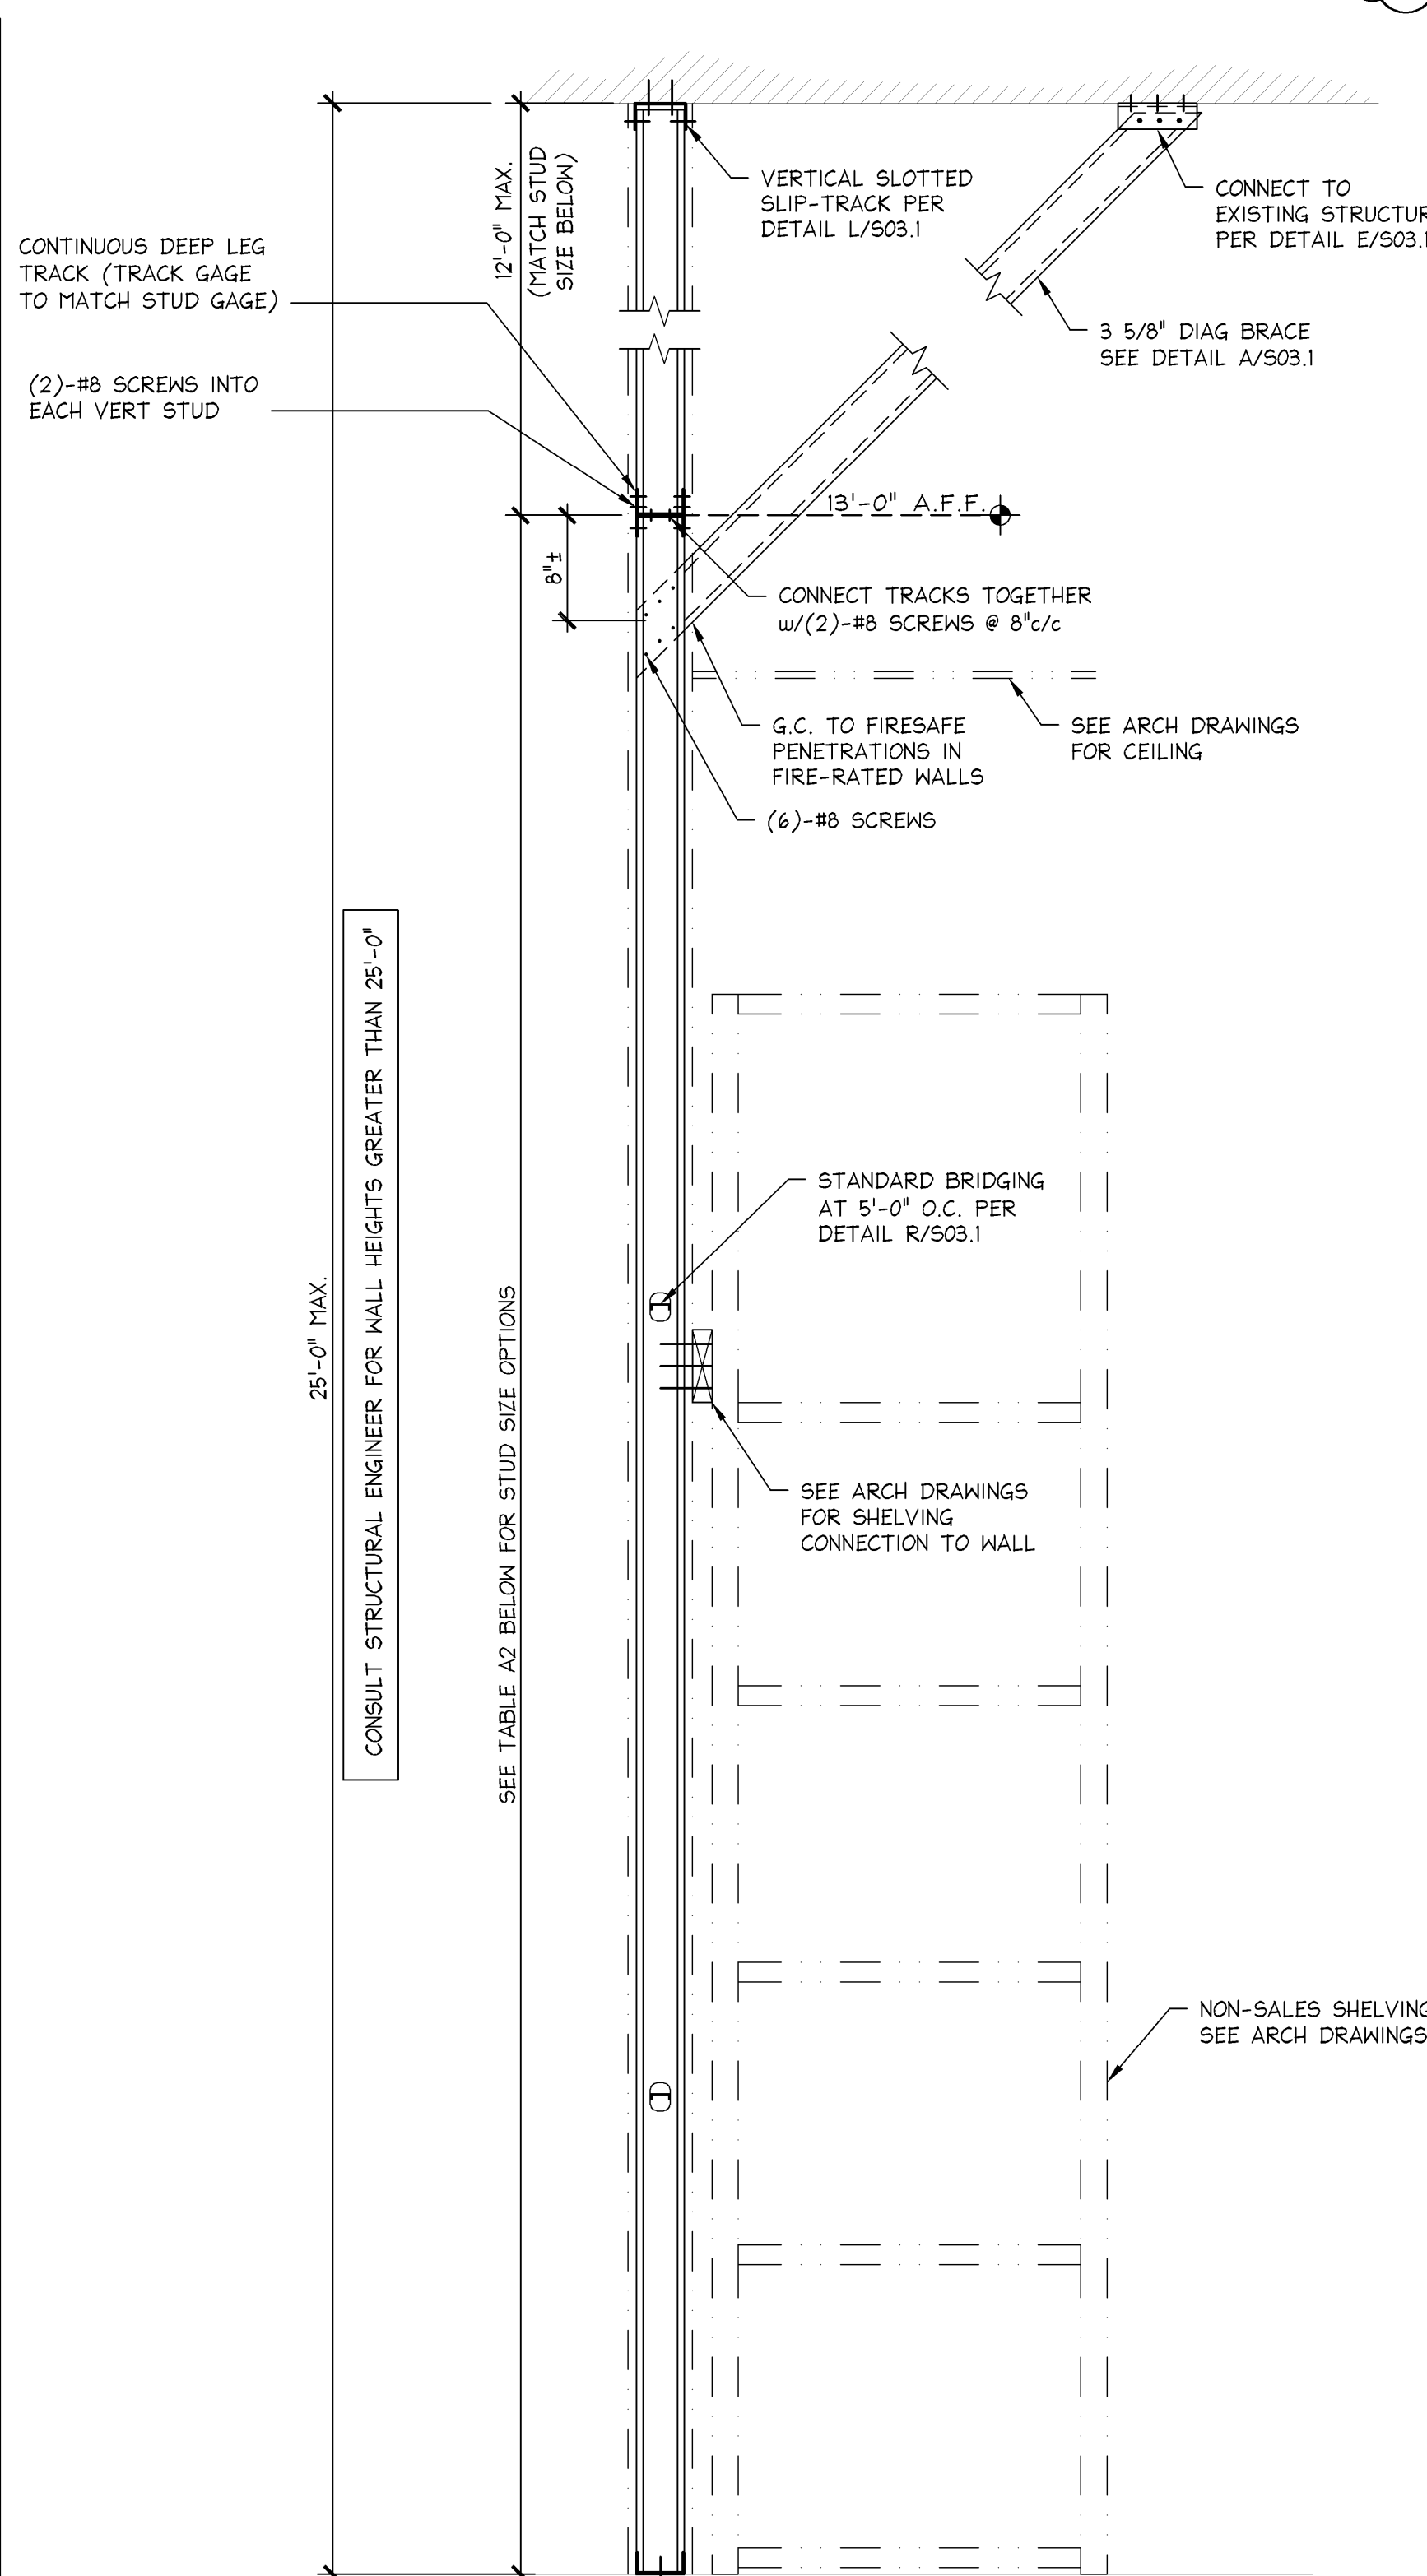 12'-0" MAX.
(MATCH STUD
SIZE BELOW)
VERTICAL SLOTTED
SLIP-TRACK PER
DETAIL L/S03.1
CONNECT TO
EXISTING STRUCTUR
PER DETAIL E/S03.1
CONTINUOUS DEEP LEG
TRACK (TRACK GAGE
TO MATCH STUD GAGE)
3 5/8" DIAG BRACE
SEE DETAIL A/S03.1
(2)-#8 SCREWS INTO
EACH VERT STUD
13'-0" A.F.F.
8"±
CONNECT TRACKS TOGETHER
w/(2)-#8 SCREWS @ 8"c/c
G.C. TO FIRESAFE
PENETRATIONS IN
FIRE-RATED WALLS
SEE ARCH DRAWINGS
FOR CEILING
(6)-#8 SCREWS
25'-0" MAX.
CONSULT STRUCTURAL ENGINEER FOR WALL HEIGHTS GREATER THAN 25'-0"
SEE TABLE A2 BELOW FOR STUD SIZE OPTIONS
STANDARD BRIDGING
AT 5'-0" O.C. PER
DETAIL R/S03.1
SEE ARCH DRAWINGS
FOR SHELVING
CONNECTION TO WALL
NON-SALES SHELVING
SEE ARCH DRAWINGS